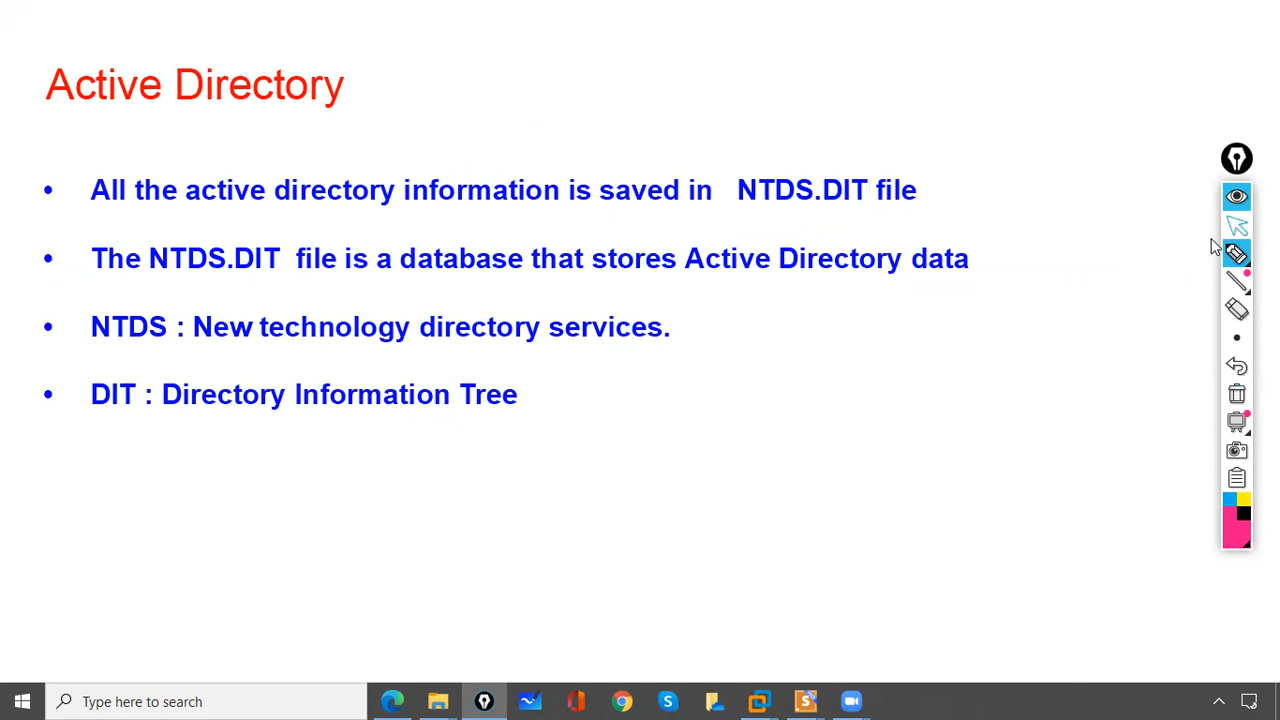 Active Directory
• All the active directory information is saved in NTDS.DIT file
• The NTDS.DIT file is a database that stores Active Directory data
• NTDS : New technology directory services.
• DIT : Directory Information Tree
Type here to search